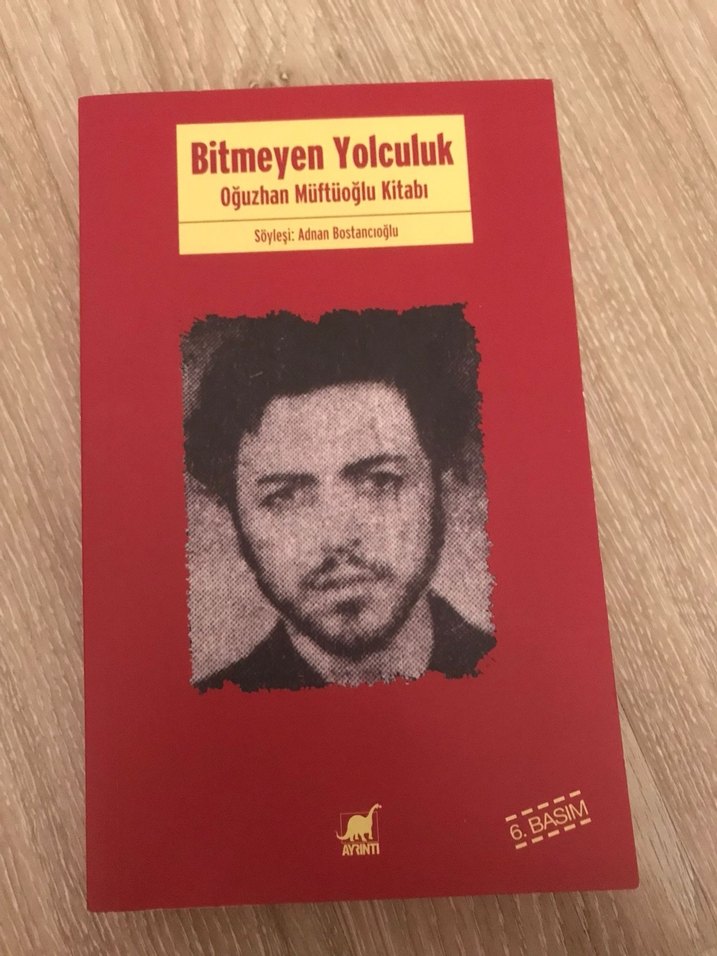 Bitmeyen Yolculuk
Oğuzhan Müftüoğlu Kitabı
Söyleşi: Adnan Bostancıoğlu
AYRINTI
6. BASIM